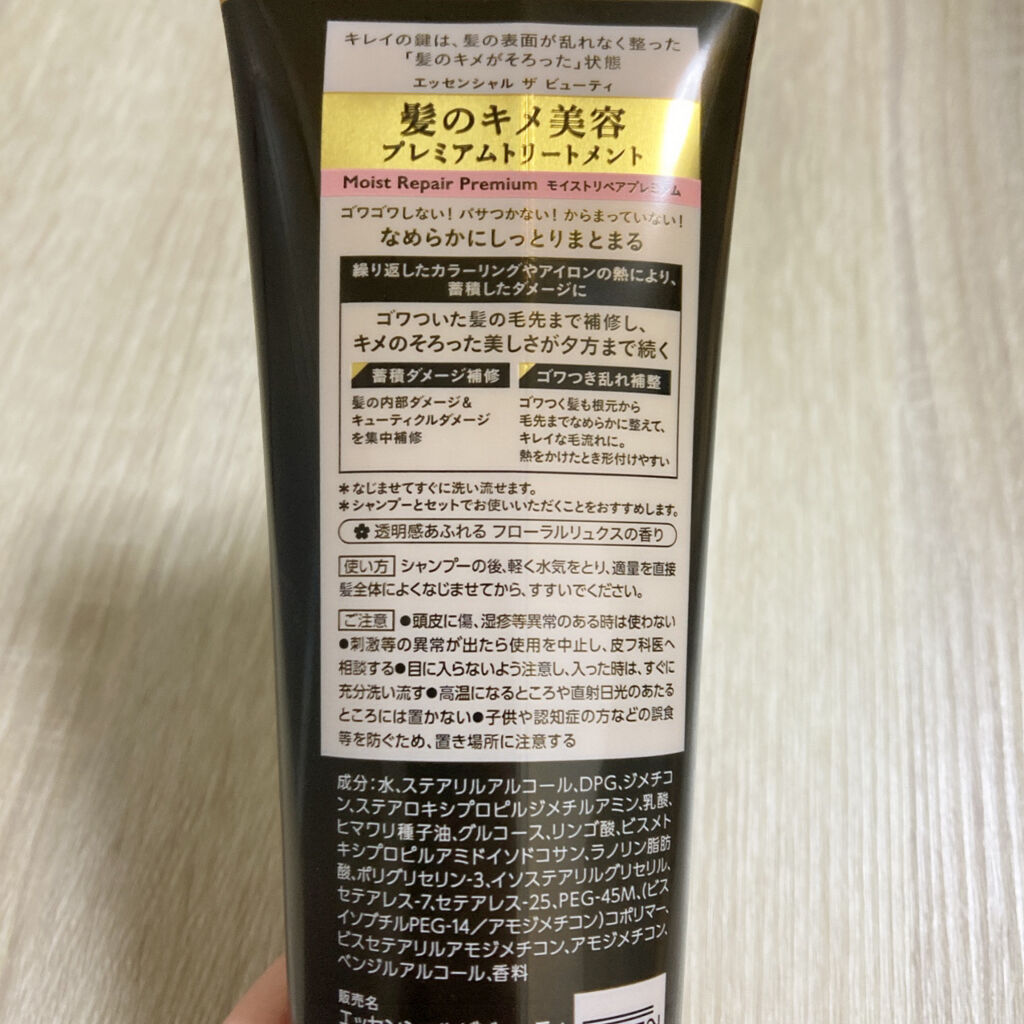 キレイの鍵は、髪の表面が乱れなく整った
「髪のキメがそろった」状態
エッセンシャル ザ ビューティ
髪のキメ美容
プレミアムトリートメント
Moist Repair Premium モイストリペアプレミアム
ゴワゴワしない！パサつかない！からまっていない！
なめらかにしっとりまとまる
繰り返したカラーリングやアイロンの熱により、
蓄積したダメージに
ゴワついた髪の毛先まで補修し、
キメのそろった美しさが夕方まで続く
蓄積ダメージ補修
髪の内部ダメージ＆
キューティクルダメージ
を集中補修
ゴワつき乱れ補整
ゴワつく髪も根元から
毛先までなめらかに整えて、
キレイな毛流れに。
熱をかけたとき形付けやすい
＊なじませてすぐに洗い流せます。
＊シャンプーとセットでお使いいただくことをおすすめします。
透明感あふれる フローラルリュクスの香り
使い方 シャンプーの後、軽く水気をとり、適量を直接
髪全体によくなじませてから、すすいでください。
ご注意 ●頭皮に傷、湿疹等異常のある時は使わない
●刺激等の異常が出たら使用を中止し、皮フ科医へ
相談する●目に入らないよう注意し、入った時は、すぐに
充分洗い流す●高温になるところや直射日光のあたる
ところには置かない●子供や認知症の方などの誤食
等を防ぐため、置き場所に注意する
成分：水、ステアリルアルコール、DPG、ジメチコ
ン、ステアロキシプロピルジメチルアミン、乳酸、
ヒマワリ種子油、グルコース、リンゴ酸、ビスメト
キシプロピルアミドイソドコサン、ラノリン脂肪
酸、ポリグリセリン-3、イソステアリルグリセリル、
セテアレス-7、セテアレス-25、PEG-45M、（ビス
イソブチルPEG-14／アモジメチコン）コポリマー、
ビスセテアリルアモジメチコン、アモジメチコン、
ベンジルアルコール、香料
販売名